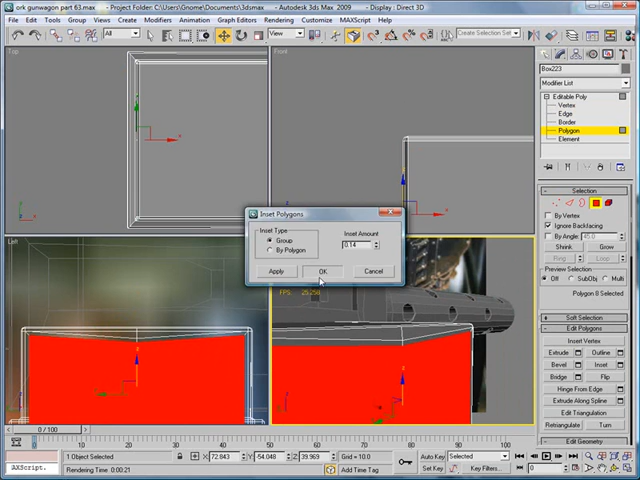 ork gunwagon part 63.max - Project Folder: C:\Users\Gnome\Documents\3dsmax - Autodesk 3ds Max 2009 - Display : Direct 3D
File Edit Tools Group Views Create Modifiers Animation Graph Editors Rendering Customize MAXScript Help
All View Create Selection Set
Top
Front
Left
FPS
Inset Polygons
Inset Type
Group
By Polygon
Inset Amount
0.14
Apply OK Cancel
Box223
Modifier List
Editable Poly
Vertex
Edge
Border
Polygon
Element
Selection
By Vertex
Ignore Backfacing
By Angle: 45.0
Shrink Grow
Ring Loop
Preview Selection
Off SubObj Multi
Polygon 8 Selected
Soft Selection
Edit Polygons
Insert Vertex
Extrude Outline
Bevel Inset
Bridge Flip
Hinge From Edge
Extrude Along Spline
Edit Triangulation
Retriangulate Turn
Edit Geometry
0 / 100
0 10 20 30 40 50 60 70 80 90 100
1 Object Selected X: 72.843 Y: -54.048 Z: 39.969 Grid = 10.0 Auto Key Selected
AXScript. Rendering Time 0:00:21 Add Time Tag Set Key Key Filters... 0